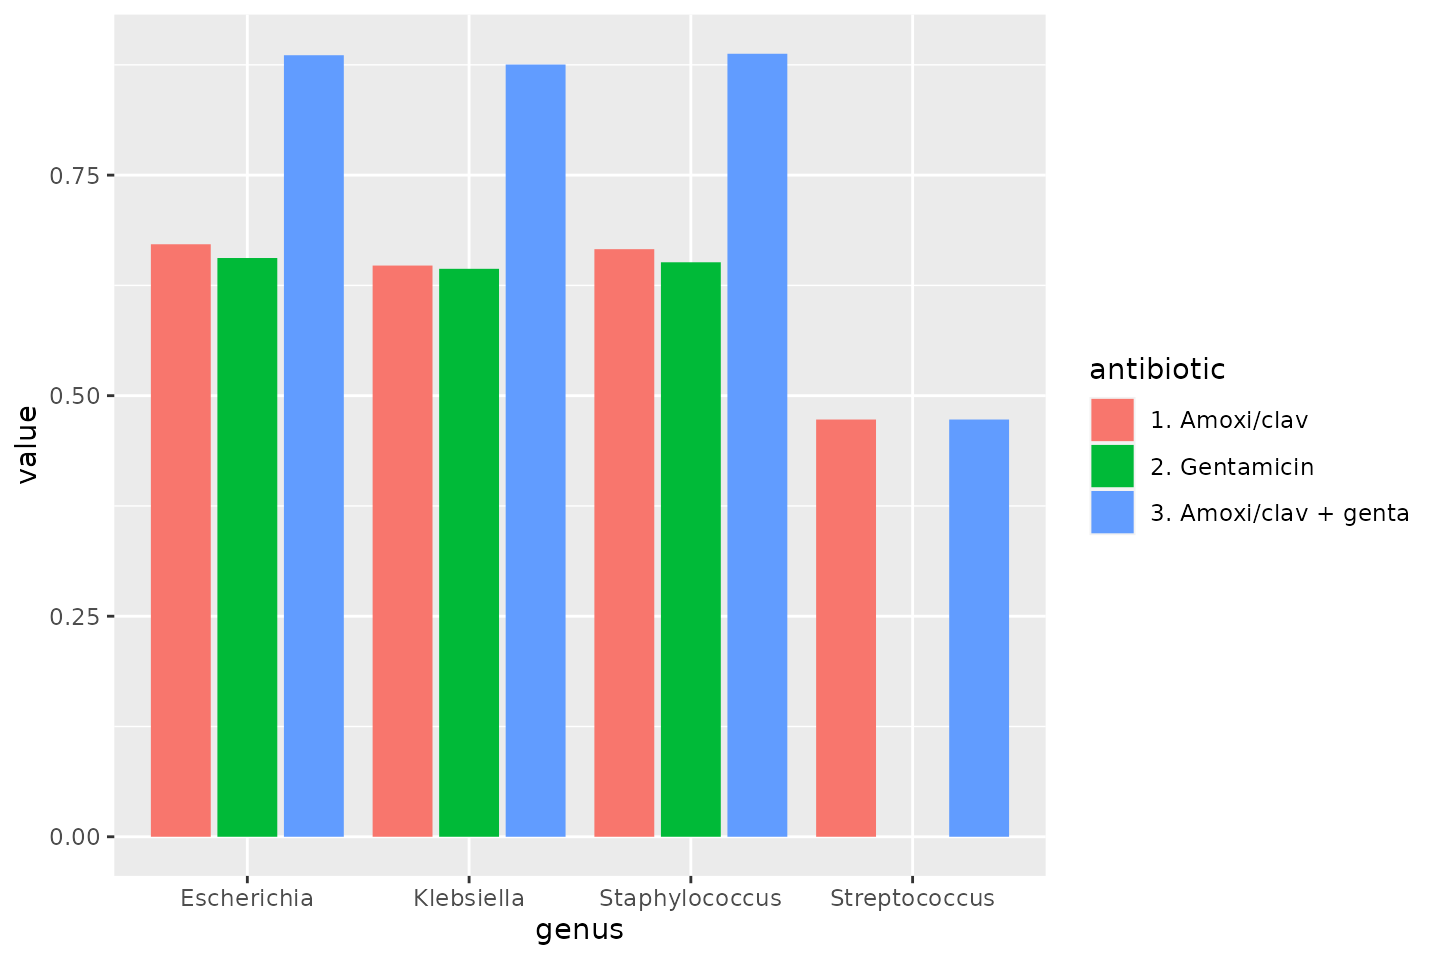 0.75
0.50
0.25
0.00
value
Escherichia
Klebsiella
Staphylococcus
Streptococcus
genus
antibiotic
1. Amoxi/clav
2. Gentamicin
3. Amoxi/clav + genta